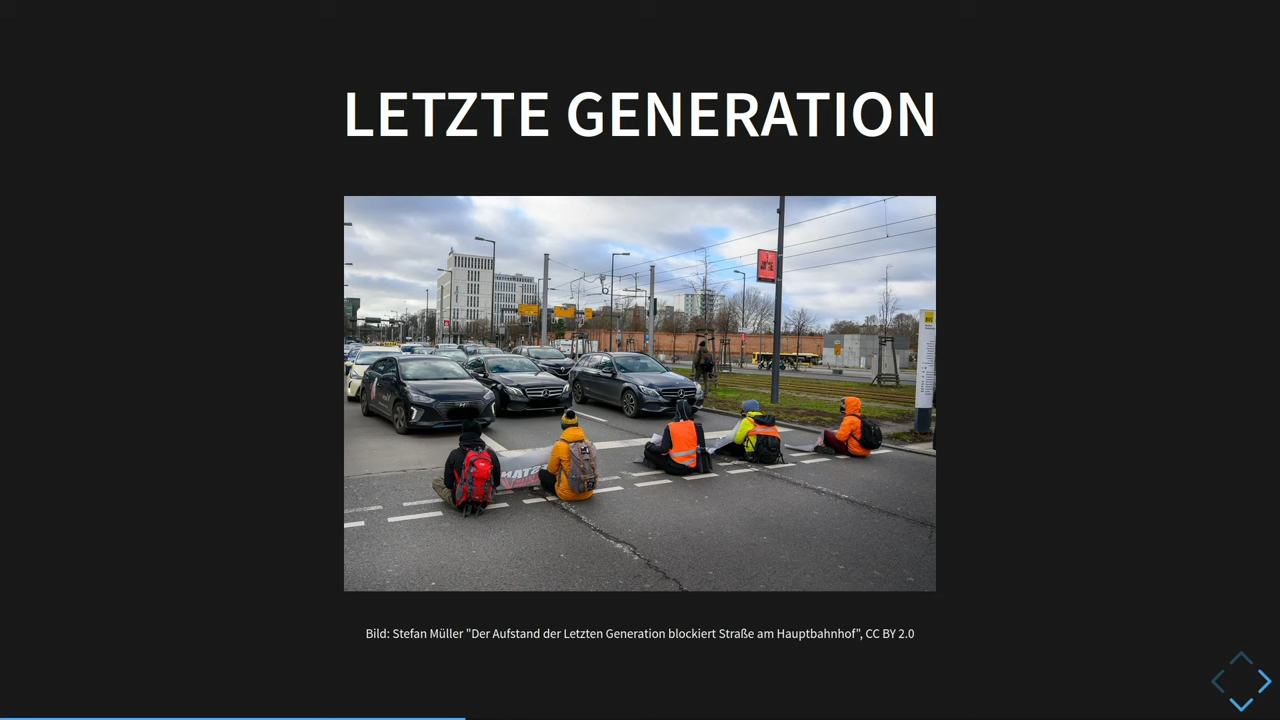 LETZTE GENERATION
Bild: Stefan Müller "Der Aufstand der Letzten Generation blockiert Straße am Hauptbahnhof", CC BY 2.0